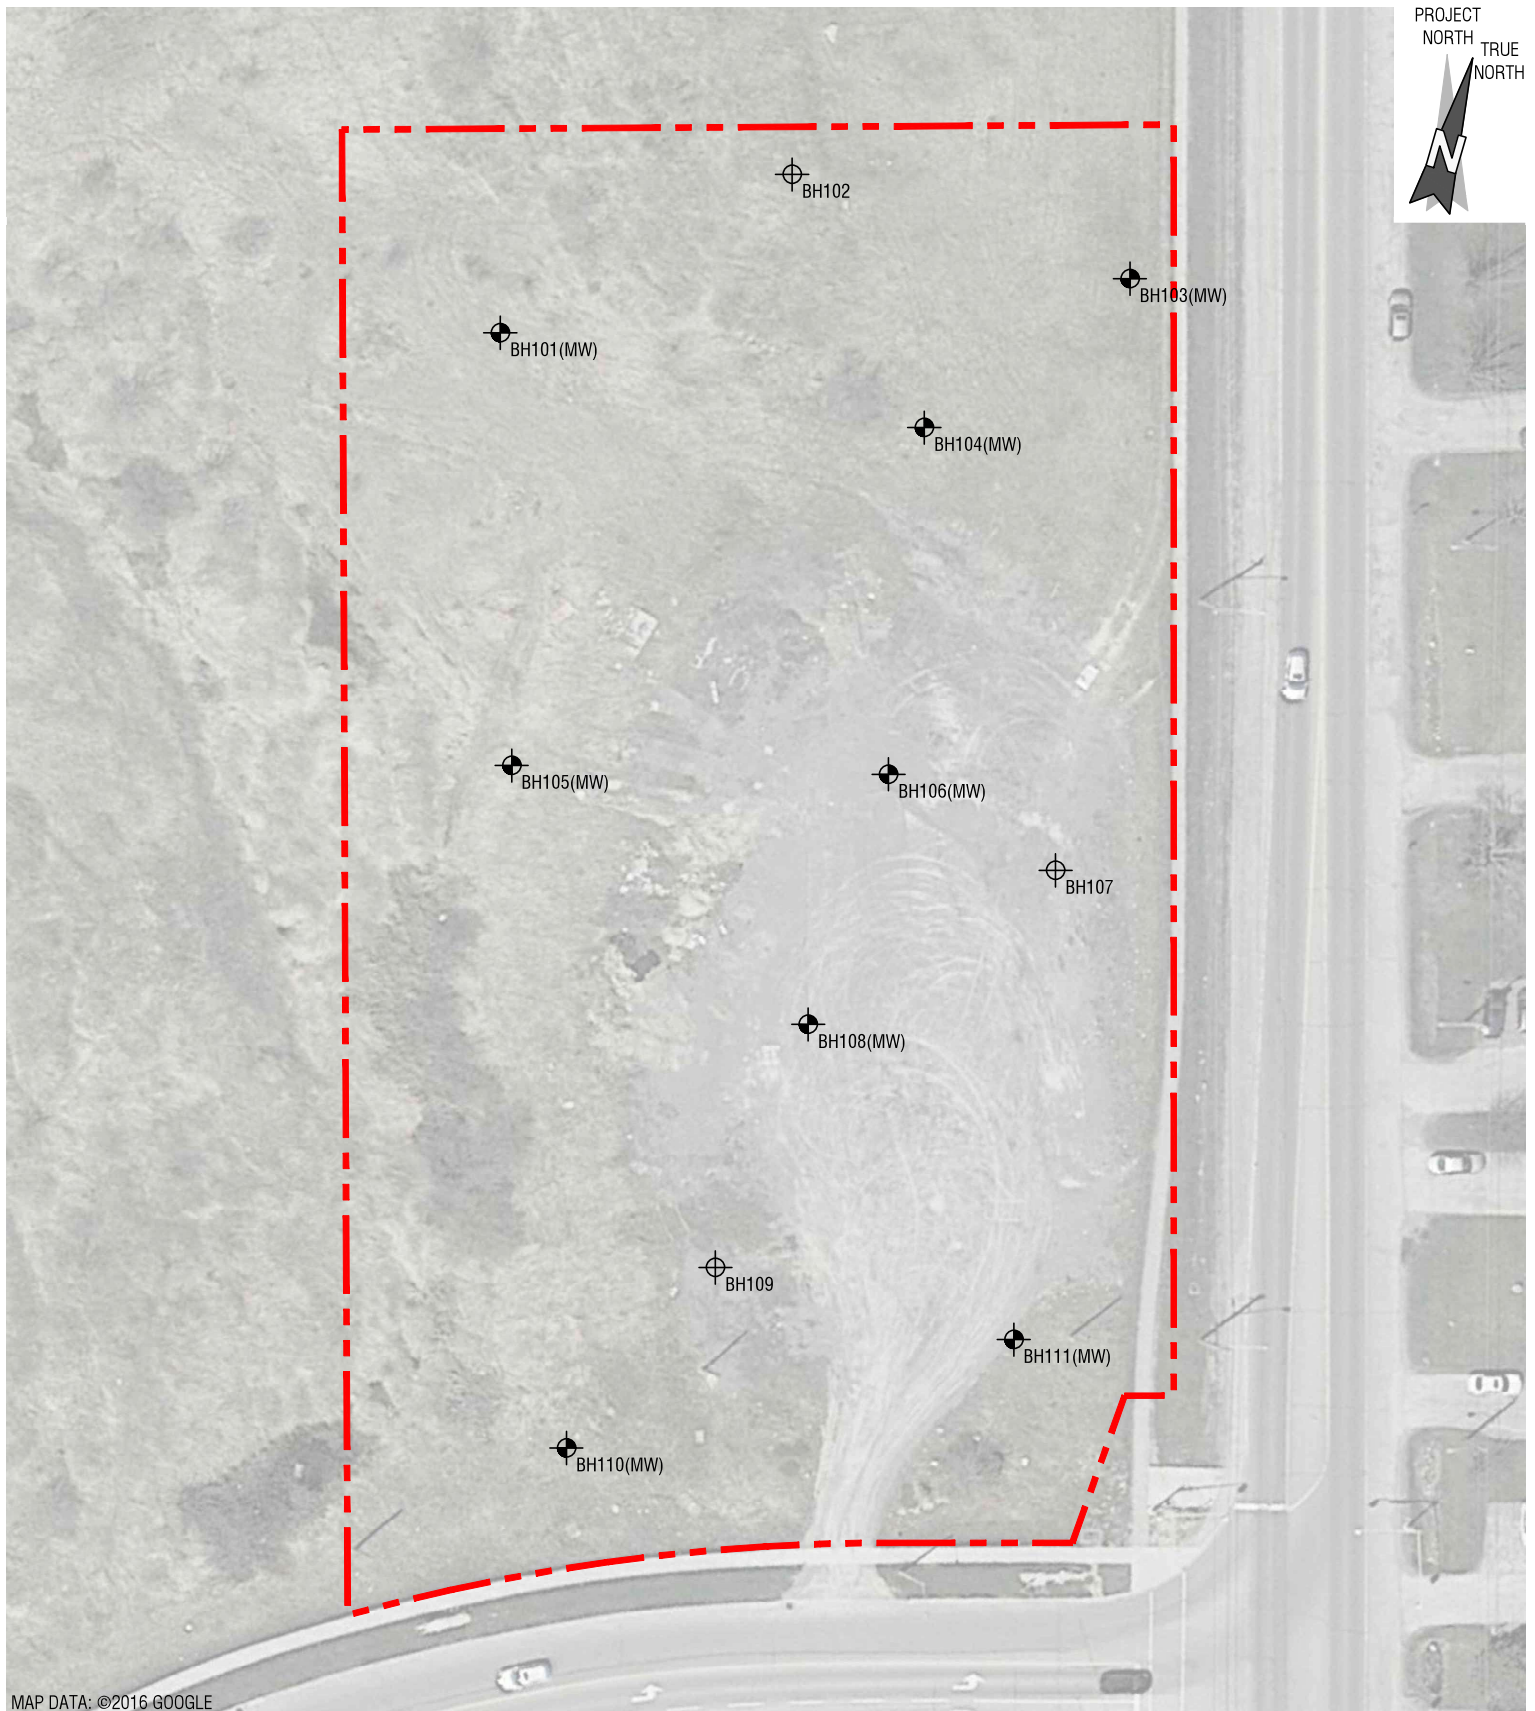 PROJECT
NORTH
TRUE
NORTH
N
BH102
BH103(MW)
BH101(MW)
BH104(MW)
BH105(MW)
BH106(MW)
BH107
BH108(MW)
BH109
BH111(MW)
BH110(MW)
MAP DATA: ©2016 GOOGLE